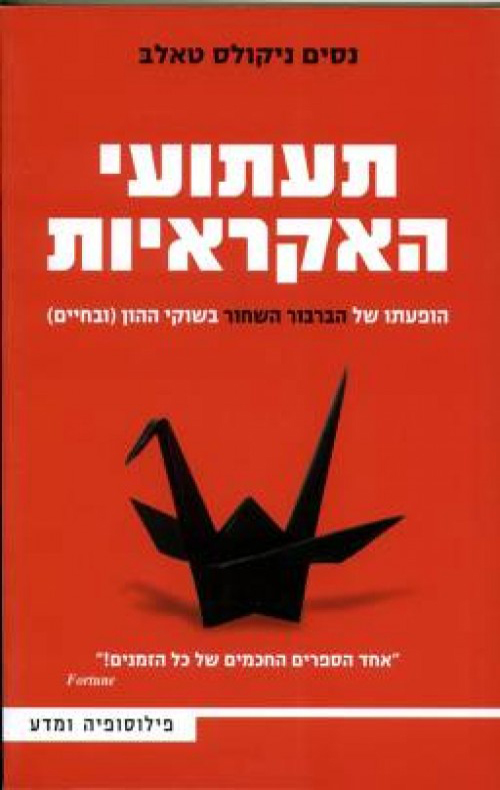 נסים ניקולס טאלב
תעתועי
האקראיות
הופעתו של הברבור השחור בשוקי ההון (ובחיים)
"אחד הספרים החכמים של כל הזמנים!"
Fortune
פילוסופיה ומדע